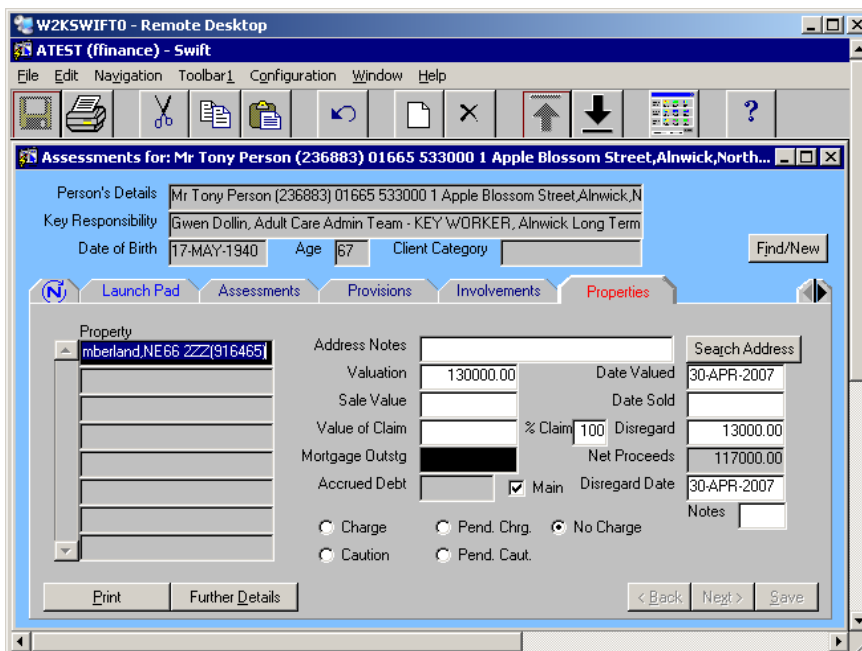 W2KSWIFT0 - Remote Desktop
ATEST (ffinance) - Swift
File Edit Navigation Toolbar1 Configuration Window Help
Assessments for: Mr Tony Person (236883) 01665 533000 1 Apple Blossom Street,Alnwick,North...
Person's Details Mr Tony Person (236883) 01665 533000 1 Apple Blossom Street,Alnwick,N
Key Responsibility Gwen Dollin, Adult Care Admin Team - KEY WORKER, Alnwick Long Term
Date of Birth 17-MAY-1940 Age 67 Client Category Find/New
N Launch Pad Assessments Provisions Involvements Properties
Property
mberland,NE66 2ZZ(916465)
Address Notes Search Address
Valuation 130000.00 Date Valued 30-APR-2007
Sale Value Date Sold
Value of Claim % Claim 100 Disregard 13000.00
Mortgage Outstg Net Proceeds 117000.00
Accrued Debt Main Disregard Date 30-APR-2007
Notes
Charge Pend. Chrg. No Charge
Caution Pend. Caut.
Print Further Details < Back Next > Save